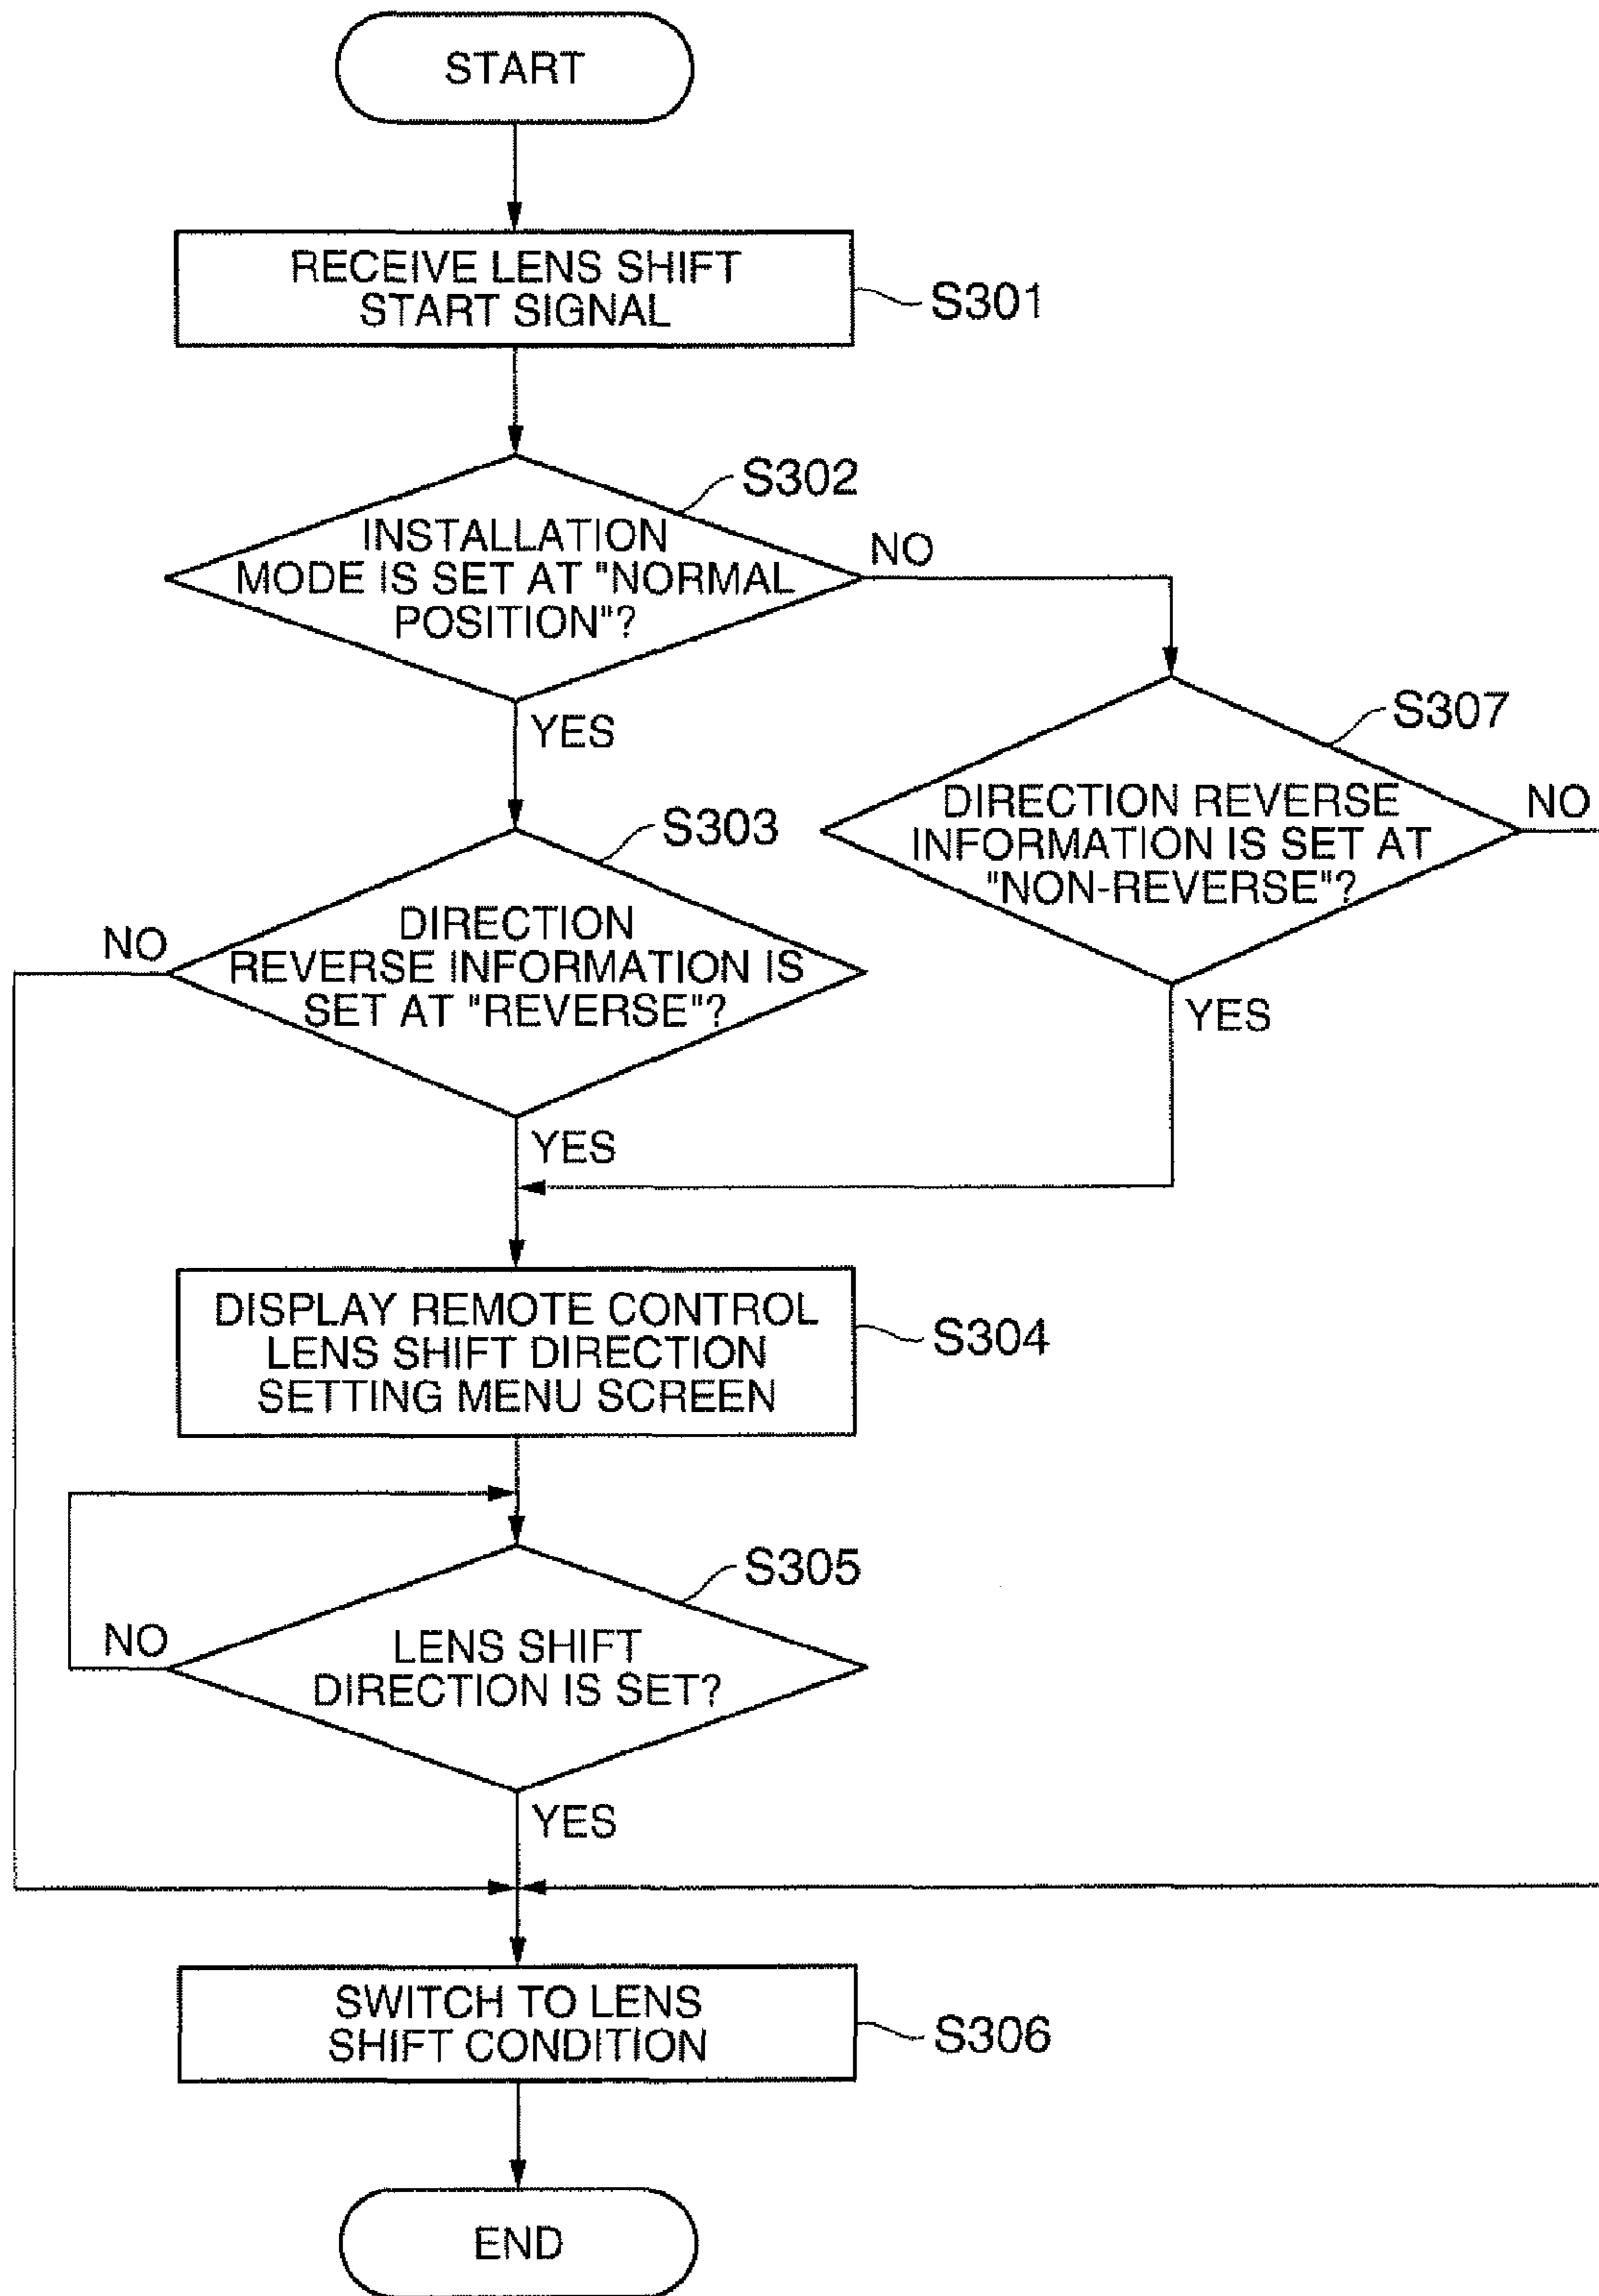 START
RECEIVE LENS SHIFT
START SIGNAL
S301
S302
INSTALLATION
MODE IS SET AT "NORMAL
POSITION"?
NO
YES
S307
DIRECTION REVERSE
INFORMATION IS SET AT
"NON-REVERSE"?
NO
YES
S303
DIRECTION
REVERSE INFORMATION IS
SET AT "REVERSE"?
NO
YES
DISPLAY REMOTE CONTROL
LENS SHIFT DIRECTION
SETTING MENU SCREEN
S304
S305
LENS SHIFT
DIRECTION IS SET?
NO
YES
SWITCH TO LENS
SHIFT CONDITION
S306
END